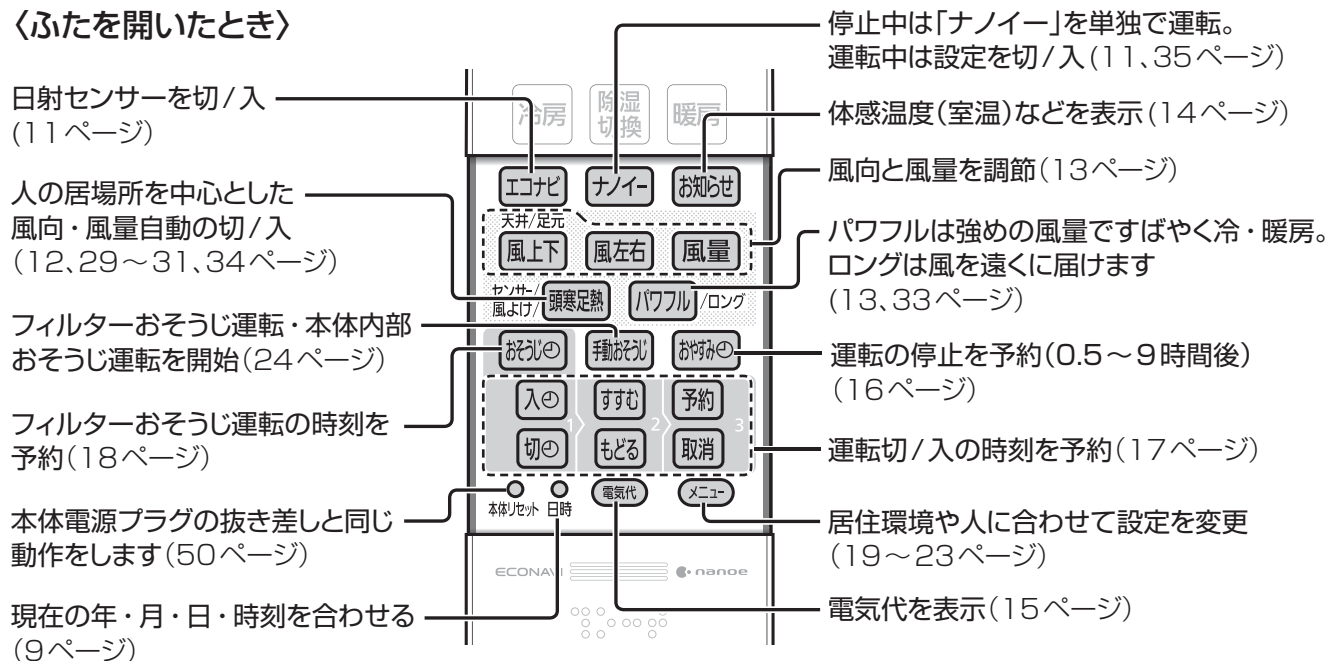 〈ふたを開いたとき〉
日射センサーを切/入
(11ページ)
人の居場所を中心とした
風向・風量自動の切/入
(12、29～31、34ページ)
フィルターおそうじ運転・本体内部
おそうじ運転を開始(24ページ)
フィルターおそうじ運転の時刻を
予約(18ページ)
本体電源プラグの抜き差しと同じ
動作をします(50ページ)
現在の年・月・日・時刻を合わせる
(9ページ)
冷房 除湿切換 暖房
エコナビ ナノイー お知らせ
天井/足元
風上下 風左右 風量
センサー/
風よけ/ 頭寒足熱 パワフル /ロング
おそうじ 手動おそうじ おやすみ
入 すすむ 予約
1 2 3
切 もどる 取消
本体リセット 日時 電気代 メニュー
ECONAVI nanoe
停止中は「ナノイー」を単独で運転。
運転中は設定を切/入(11、35ページ)
体感温度(室温)などを表示(14ページ)
風向と風量を調節(13ページ)
パワフルは強めの風量ですばやく冷・暖房。
ロングは風を遠くに届けます
(13、33ページ)
運転の停止を予約(0.5～9時間後)
(16ページ)
運転切/入の時刻を予約(17ページ)
居住環境や人に合わせて設定を変更
(19～23ページ)
電気代を表示(15ページ)